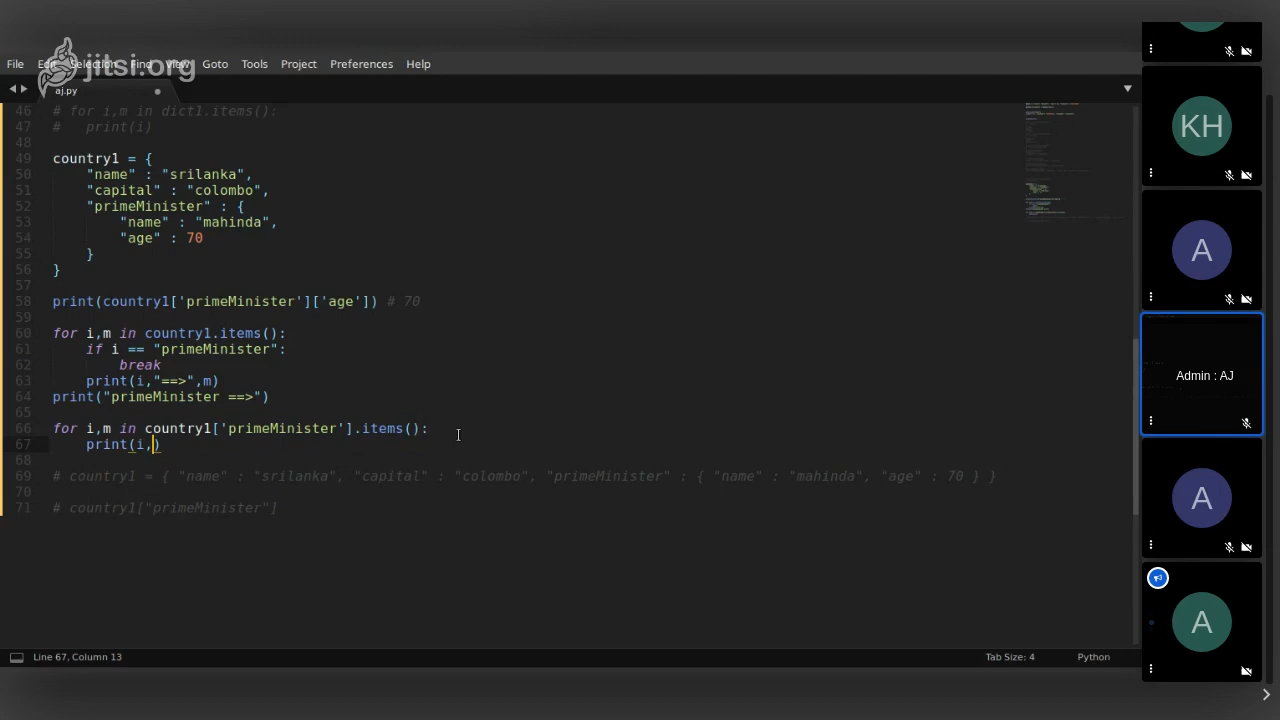 jitsi.org
File Edit Selection Find View Goto Tools Project Preferences Help
aj.py
46 # for i,m in dict1.items():
47 #   print(i)
48
49 country1 = {
50     "name" : "srilanka",
51     "capital" : "colombo",
52     "primeMinister" : {
53         "name" : "mahinda",
54         "age" : 70
55     }
56 }
57
58 print(country1['primeMinister']['age']) # 70
59
60 for i,m in country1.items():
61     if i == "primeMinister":
62         break
63     print(i,"==>",m)
64 print("primeMinister ==>")
65
66 for i,m in country1['primeMinister'].items():
67     print(i,)
68
69 # country1 = { "name" : "srilanka", "capital" : "colombo", "primeMinister" : { "name" : "mahinda", "age" : 70 } }
70
71 # country1["primeMinister"]
Line 67, Column 13
Tab Size: 4
Python
KH
A
Admin : AJ
A
A